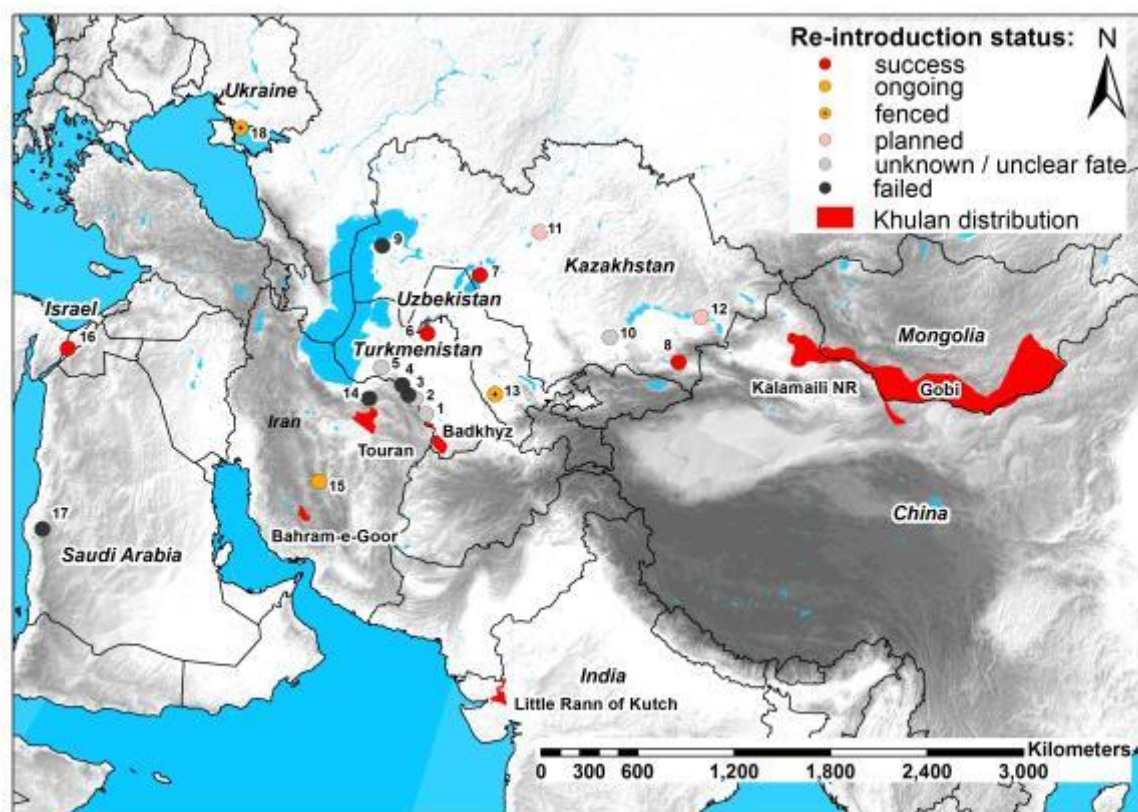 Re-introduction status:
success
ongoing
fenced
planned
unknown / unclear fate
failed
Khulan distribution
N
Ukraine
18
9
11
Kazakhstan
7
Uzbekistan
Israel
16
6
12
10
Mongolia
Turkmenistan
8
5
4
3
Kalamaili NR
Gobi
14
2
13
1
Iran
Badkhyz
Touran
15
17
China
Bahram-e-Goor
Saudi Arabia
India
Little Rann of Kutch
Kilometers
0 300 600 1,200 1,800 2,400 3,000